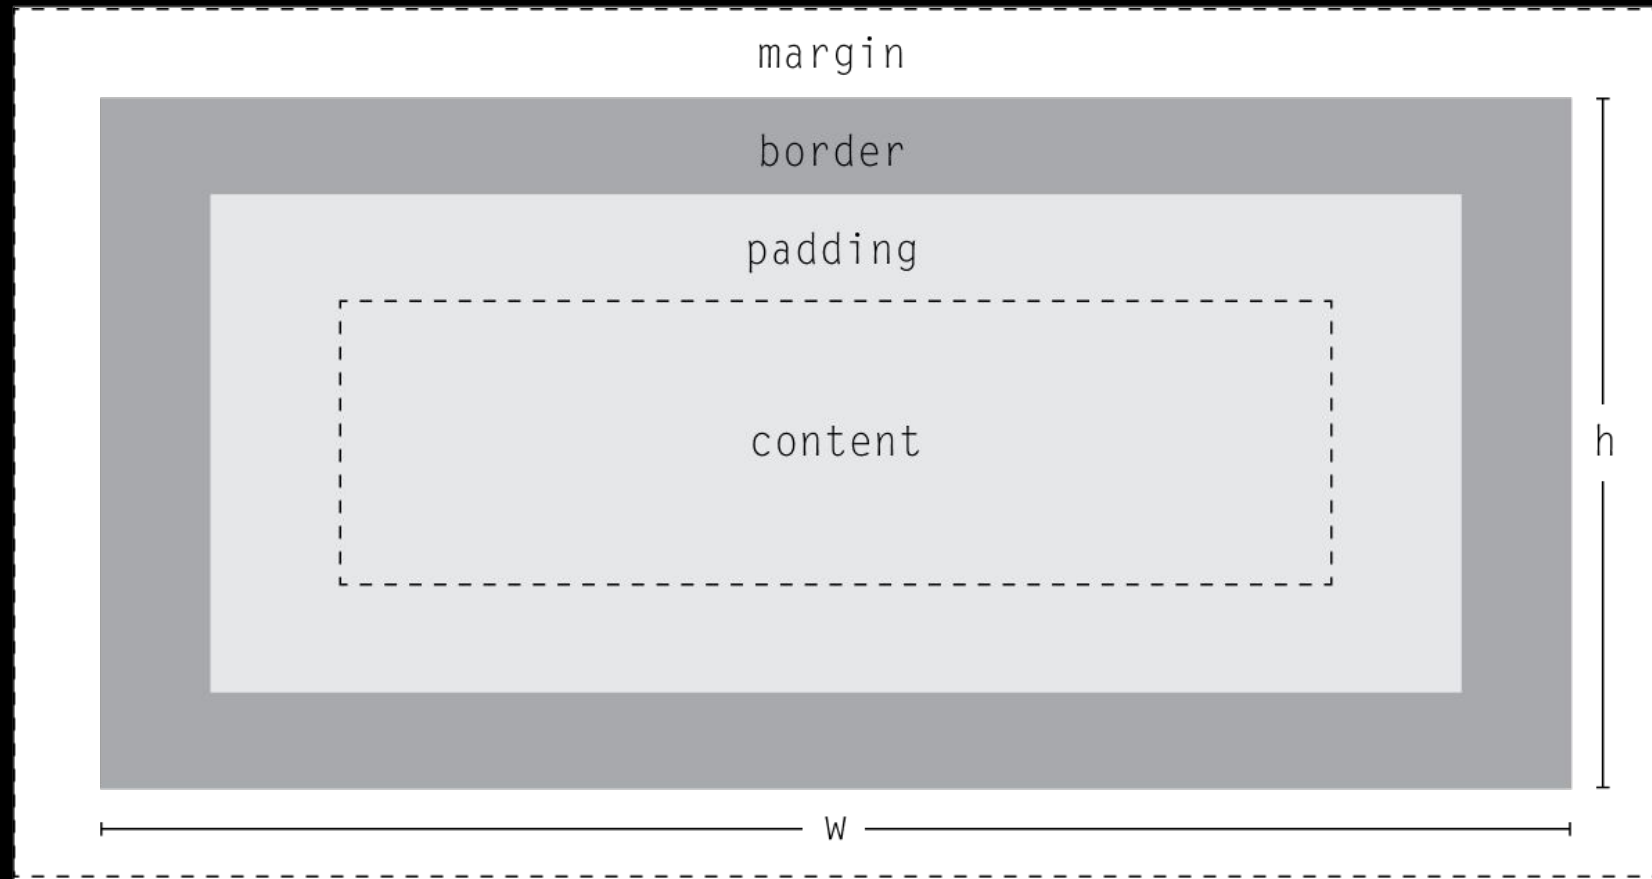 margin
border
padding
content
h
w